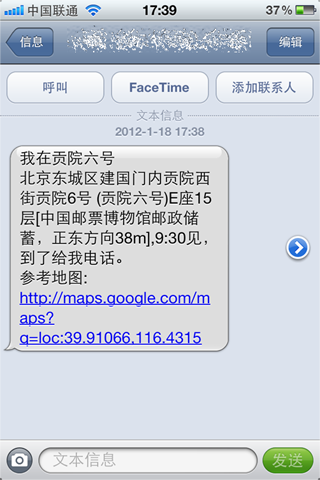 中国联通 17:39 39%
信息 编辑
呼叫 FaceTime 添加联系人
文本信息
2012-1-18 17:38
我在贡院六号
北京东城区建国门内贡院西
街贡院6号 (贡院六号)E座15
层[中国邮票博物馆邮政储
蓄，正东方向38m],9:30见，
到了给我电话。
参考地图:
http://maps.google.com/m
aps?
q=loc:39.91066,116.4315
文本信息 发送